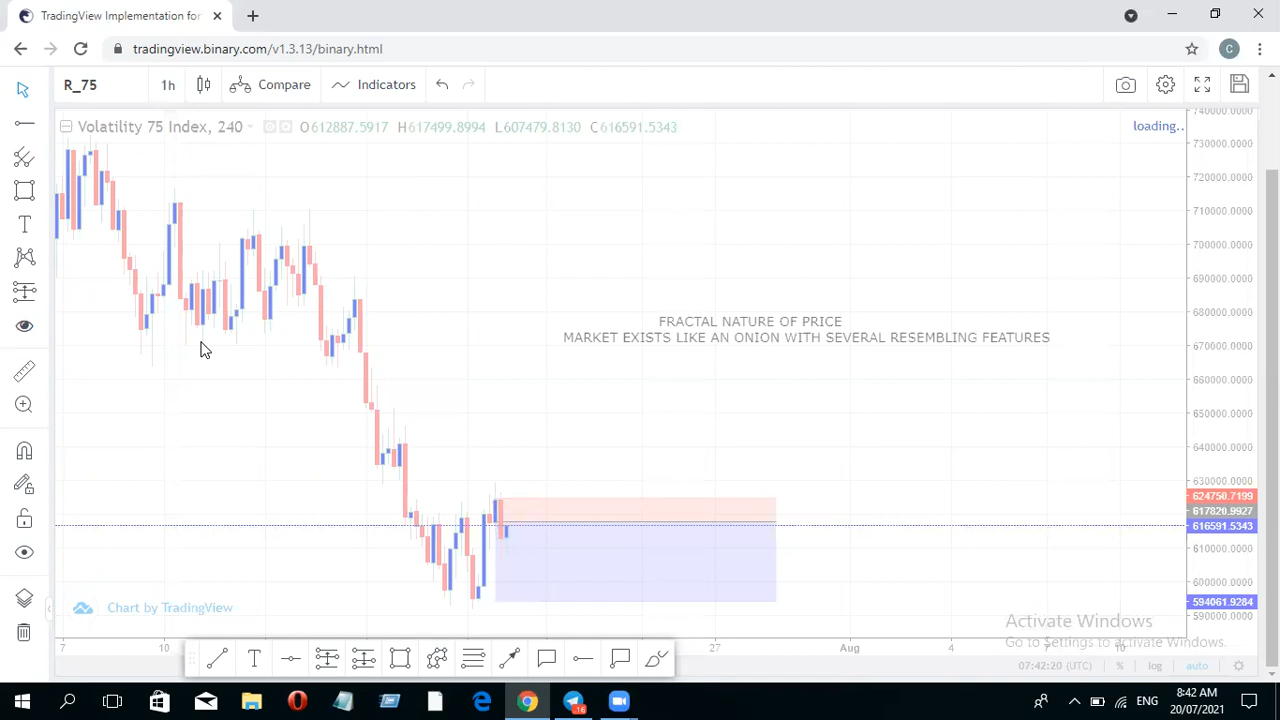 TradingView Implementation for
tradingview.binary.com/v1.3.13/binary.html
C
R_75
1h
Compare
Indicators
Volatility 75 Index, 240
O612887.5917 H617499.8994 L607479.8130 C616591.5343
loading..
740000.0000
730000.0000
720000.0000
710000.0000
700000.0000
690000.0000
680000.0000
670000.0000
660000.0000
650000.0000
640000.0000
630000.0000
624750.7199
617820.9927
616591.5343
610000.0000
600000.0000
594061.9284
590000.0000
FRACTAL NATURE OF PRICE
MARKET EXISTS LIKE AN ONION WITH SEVERAL RESEMBLING FEATURES
Chart by TradingView
Activate Windows
Go to Settings to activate Windows.
7
10
27
Aug
4
7
10
07:42:20 (UTC)
%
log
auto
16
ENG
8:42 AM
20/07/2021